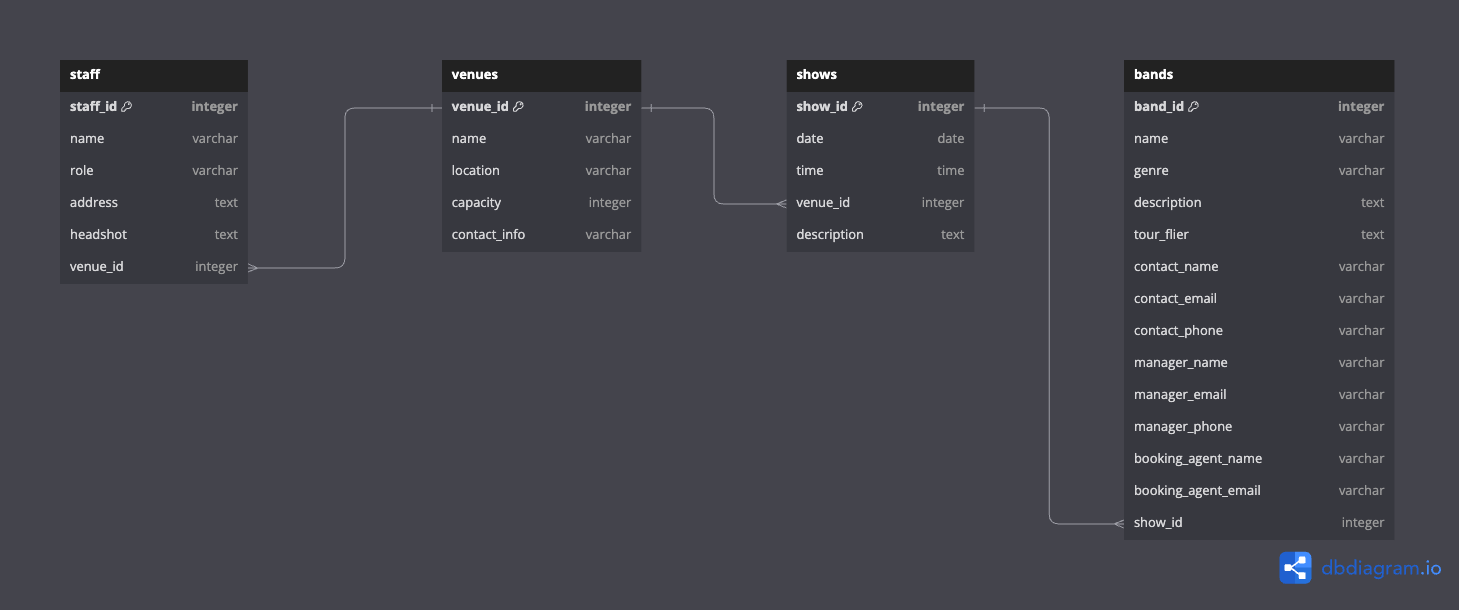 staff
staff_id integer
name varchar
role varchar
address text
headshot text
venue_id integer
venues
venue_id integer
name varchar
location varchar
capacity integer
contact_info varchar
shows
show_id integer
date date
time time
venue_id integer
description text
bands
band_id integer
name varchar
genre varchar
description text
tour_flier text
contact_name varchar
contact_email varchar
contact_phone varchar
manager_name varchar
manager_email varchar
manager_phone varchar
booking_agent_name varchar
booking_agent_email varchar
show_id integer
dbdiagram.io